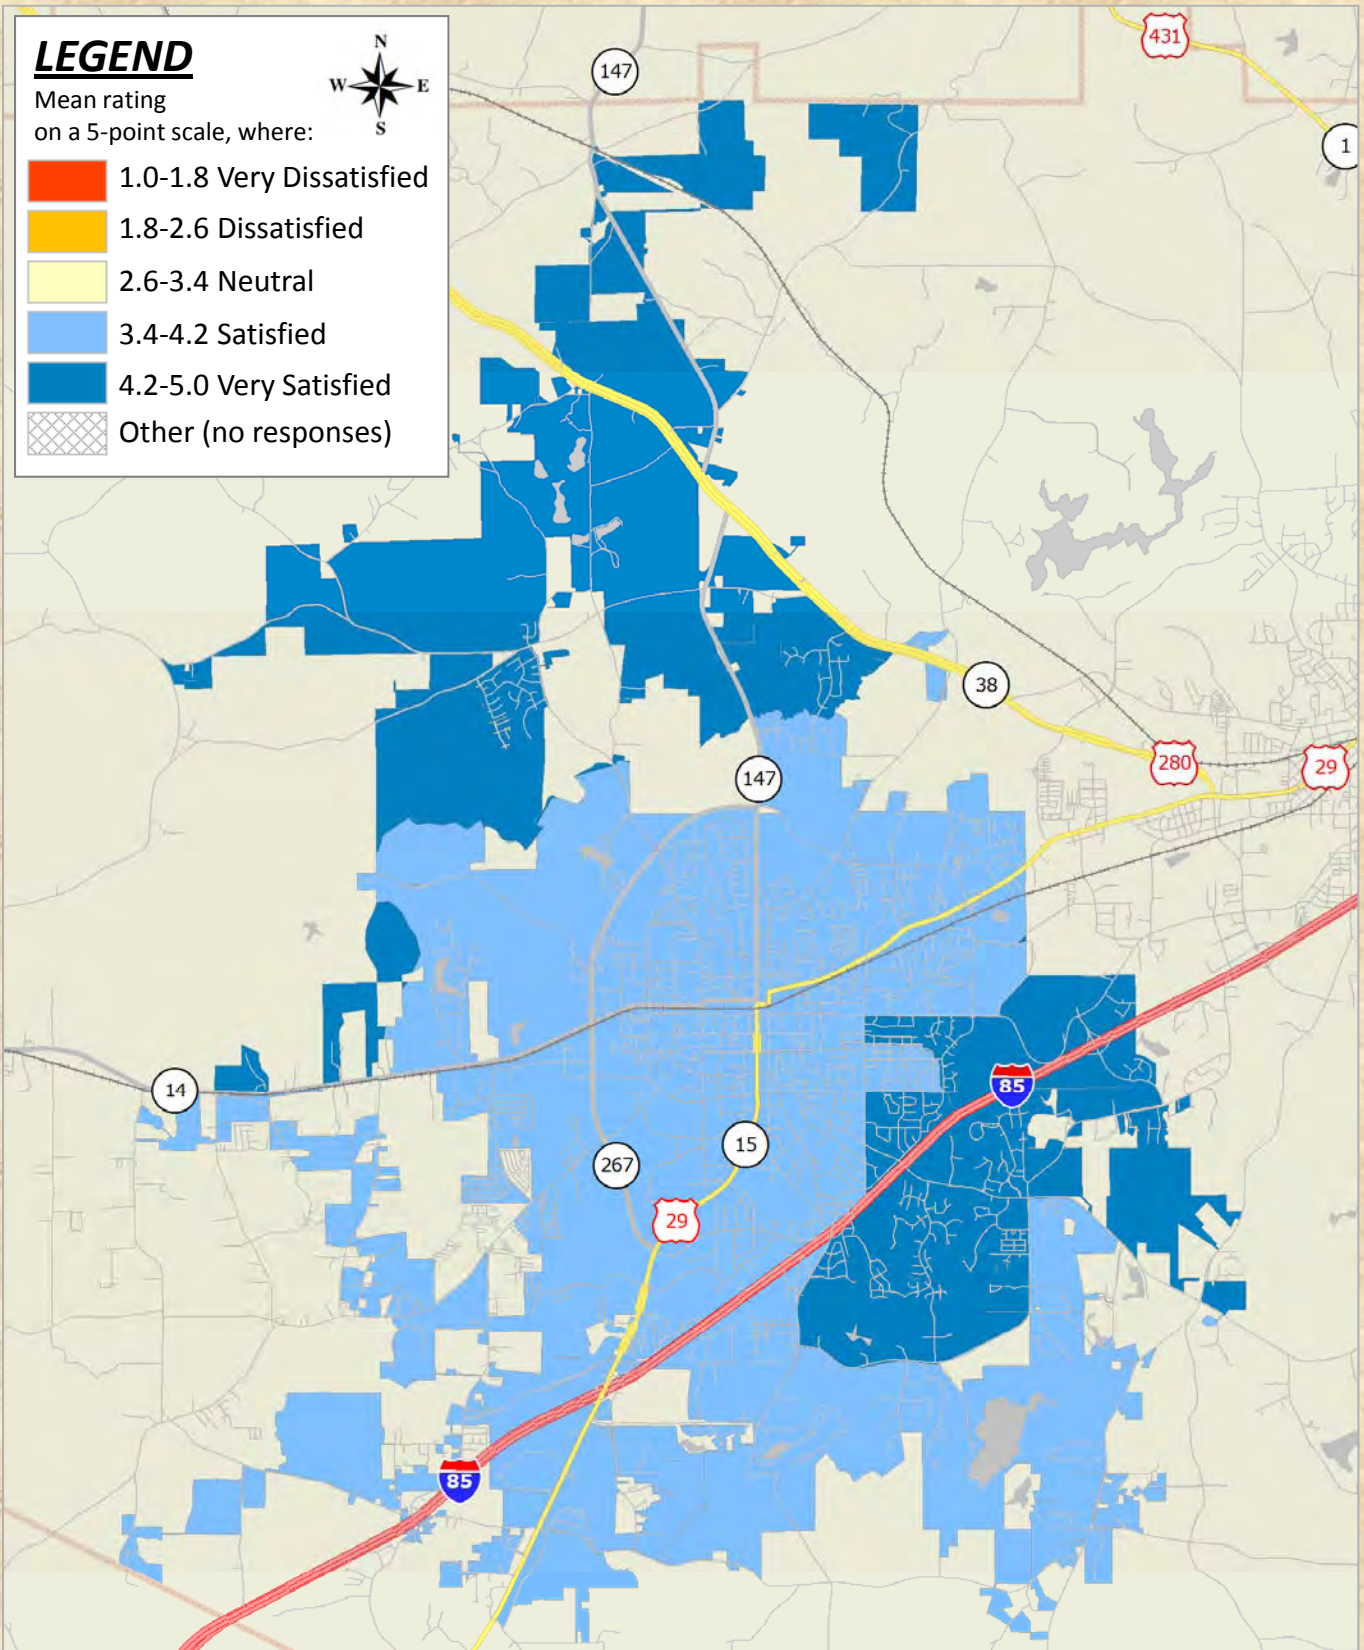 LEGEND
Mean rating
on a 5-point scale, where:
1.0-1.8 Very Dissatisfied
1.8-2.6 Dissatisfied
2.6-3.4 Neutral
3.4-4.2 Satisfied
4.2-5.0 Very Satisfied
Other (no responses)
N
W E
S
431
147
1
38
280
29
147
14
85
15
267
29
85